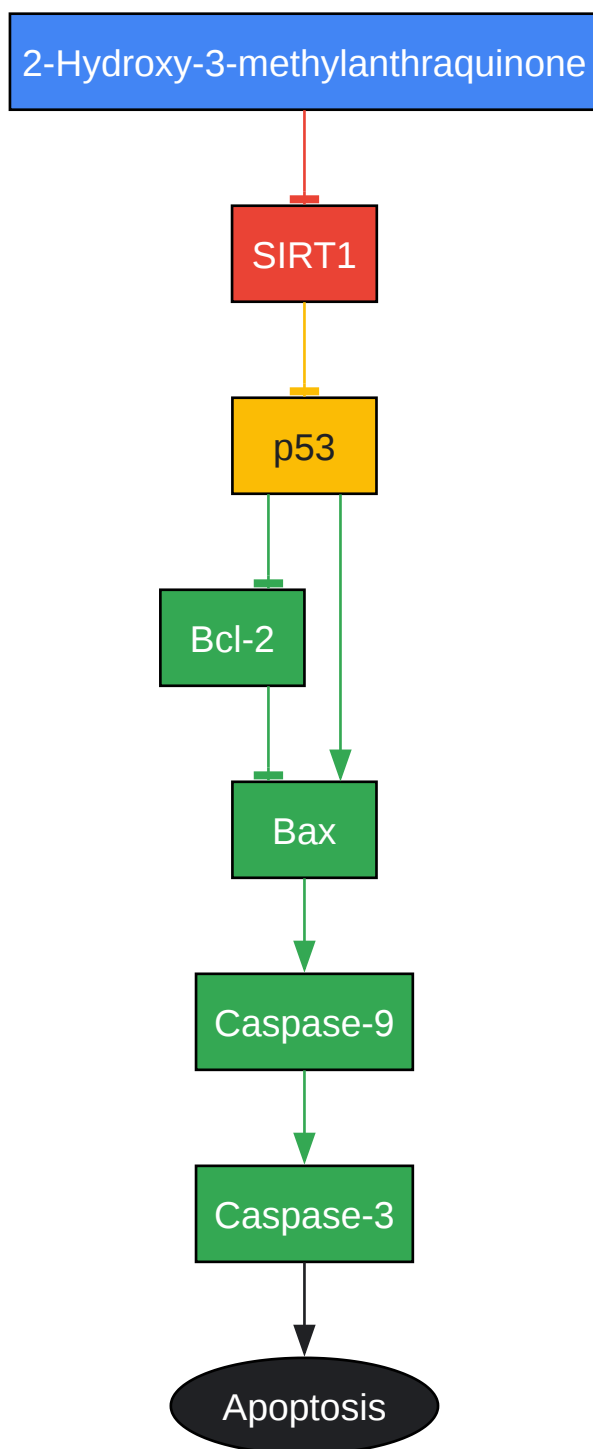 2-Hydroxy-3-methylanthraquinone
SIRT1
p53
Bcl-2
Bax
Caspase-9
Caspase-3
Apoptosis